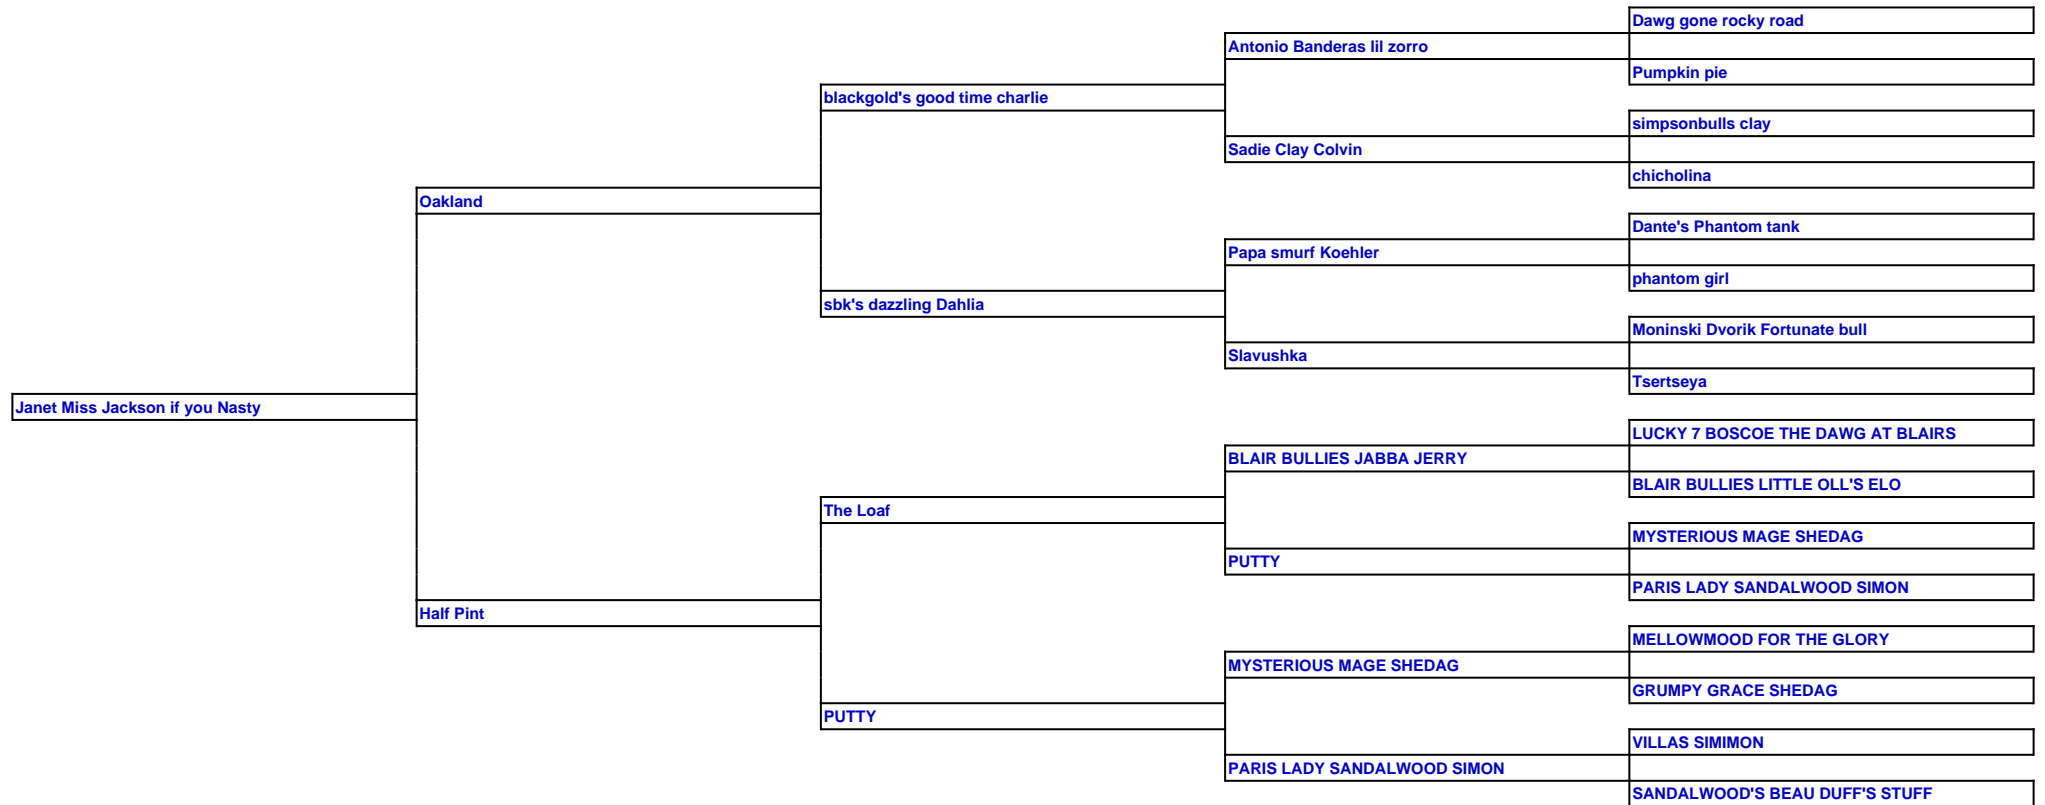 Dawg gone rocky road
Antonio Banderas lil zorro
Pumpkin pie
blackgold's good time charlie
simpsonbulls clay
Sadie Clay Colvin
chicholina
Oakland
Dante's Phantom tank
Papa smurf Koehler
phantom girl
sbk's dazzling Dahlia
Moninski Dvorik Fortunate bull
Slavushka
Tsertseya
Janet Miss Jackson if you Nasty
LUCKY 7 BOSCOE THE DAWG AT BLAIRS
BLAIR BULLIES JABBA JERRY
BLAIR BULLIES LITTLE OLL'S ELO
The Loaf
MYSTERIOUS MAGE SHEDAG
PUTTY
PARIS LADY SANDALWOOD SIMON
Half Pint
MELLOWMOOD FOR THE GLORY
MYSTERIOUS MAGE SHEDAG
GRUMPY GRACE SHEDAG
PUTTY
VILLAS SIMIMON
PARIS LADY SANDALWOOD SIMON
SANDALWOOD'S BEAU DUFF'S STUFF